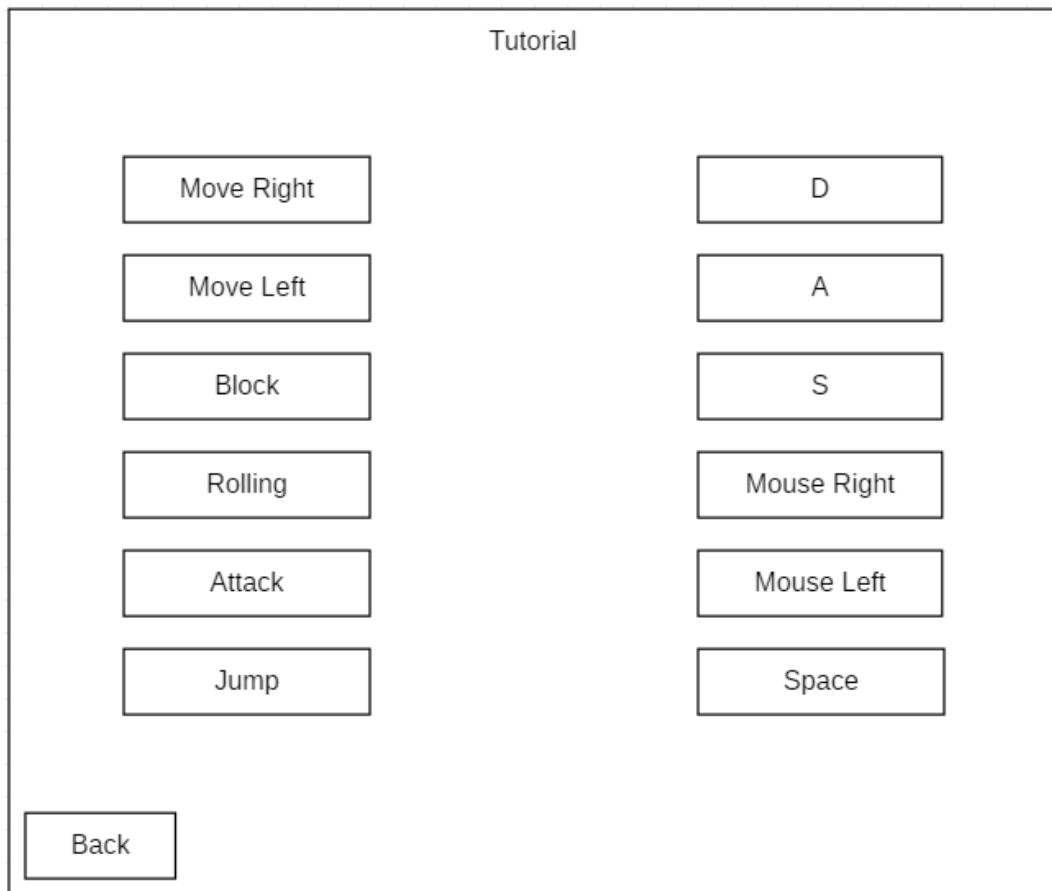 Tutorial
Move Right D
Move Left A
Block S
Rolling Mouse Right
Attack Mouse Left
Jump Space
Back